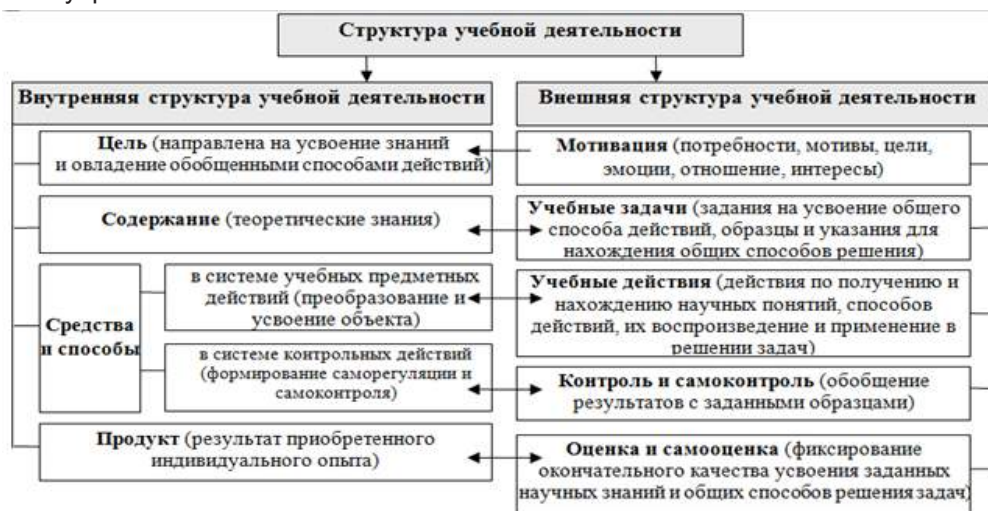 Структура учебной деятельности
Внутренняя структура учебной деятельности
Цель (направлена на усвоение знаний
и овладение обобщенными способами действий)
Содержание (теоретические знания)
Средства
и способы
в системе учебных предметных
действий (преобразование и
усвоение объекта)
в системе контрольных действий
(формирование саморегуляции и
самоконтроля)
Продукт (результат приобретенного
индивидуального опыта)
Внешняя структура учебной деятельности
Мотивация (потребности, мотивы, цели,
эмоции, отношение, интересы)
Учебные задачи (задания на усвоение общего
способа действий, образцы и указания для
нахождения общих способов решения)
Учебные действия (действия по получению и
нахождению научных понятий, способов
действий, их воспроизведение и применение в
решении задач)
Контроль и самоконтроль (обобщение
результатов с заданными образцами)
Оценка и самооценка (фиксирование
окончательного качества усвоения заданных
научных знаний и общих способов решения задач)